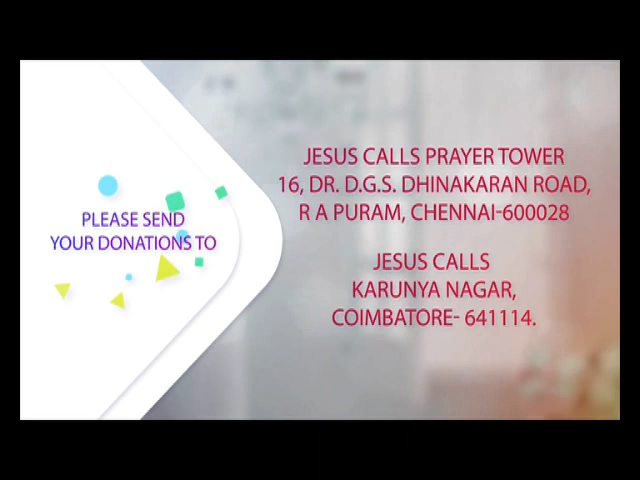 PLEASE SEND
YOUR DONATIONS TO
JESUS CALLS PRAYER TOWER
16, DR. D.G.S. DHINAKARAN ROAD,
R A PURAM, CHENNAI-600028
JESUS CALLS
KARUNYA NAGAR,
COIMBATORE- 641114.